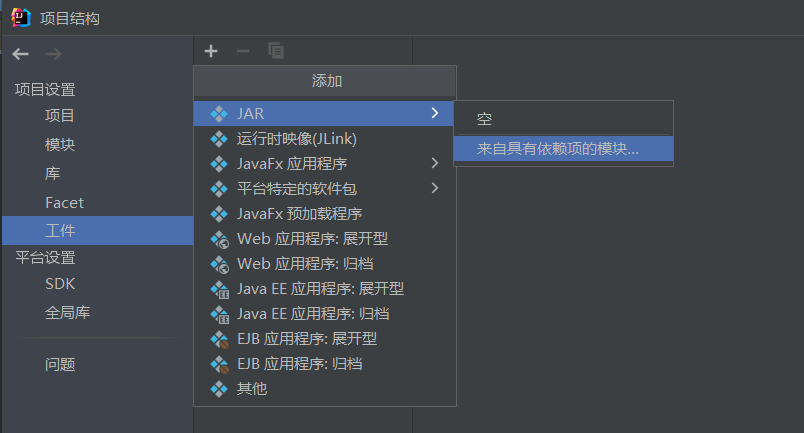 项目结构
项目设置
项目
模块
库
Facet
工件
平台设置
SDK
全局库
问题
添加
JAR
运行时映像(JLink)
JavaFx 应用程序
平台特定的软件包
JavaFx 预加载程序
Web 应用程序: 展开型
Web 应用程序: 归档
Java EE 应用程序: 展开型
Java EE 应用程序: 归档
EJB 应用程序: 展开型
EJB 应用程序: 归档
其他
空
来自具有依赖项的模块...